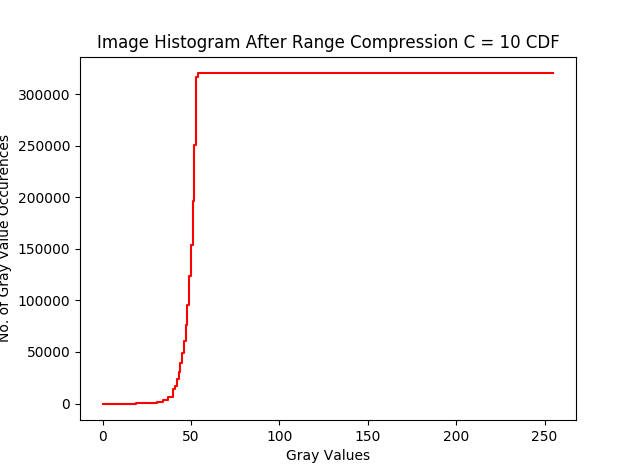 Image Histogram After Range Compression C = 10 CDF
300000
250000
200000
150000
100000
50000
0
No. of Gray Value Occurences
0 50 100 150 200 250
Gray Values